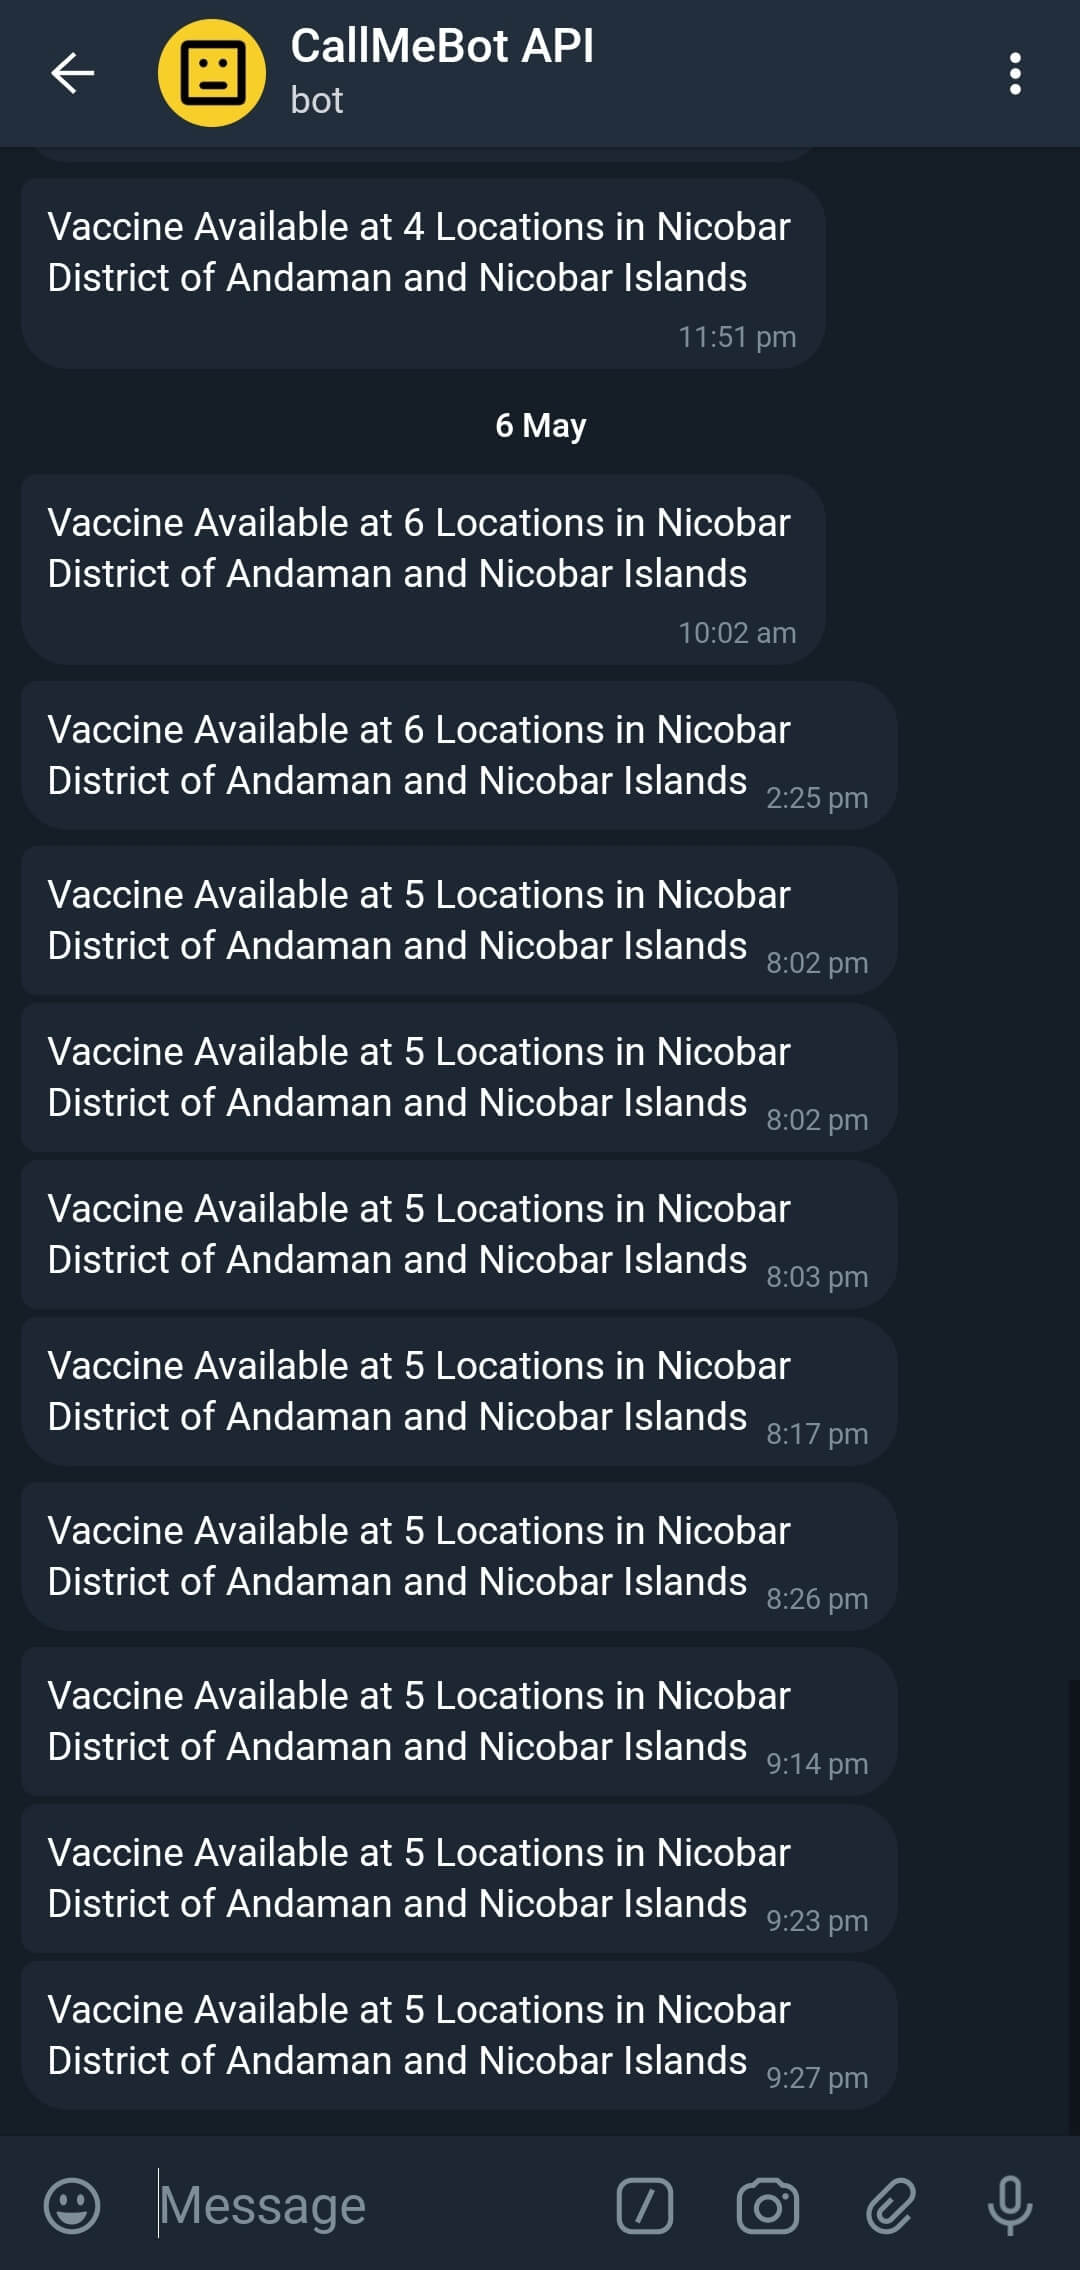 CallMeBot API
bot
Vaccine Available at 4 Locations in Nicobar
District of Andaman and Nicobar Islands
11:51 pm
6 May
Vaccine Available at 6 Locations in Nicobar
District of Andaman and Nicobar Islands
10:02 am
Vaccine Available at 6 Locations in Nicobar
District of Andaman and Nicobar Islands 2:25 pm
Vaccine Available at 5 Locations in Nicobar
District of Andaman and Nicobar Islands 8:02 pm
Vaccine Available at 5 Locations in Nicobar
District of Andaman and Nicobar Islands 8:02 pm
Vaccine Available at 5 Locations in Nicobar
District of Andaman and Nicobar Islands 8:03 pm
Vaccine Available at 5 Locations in Nicobar
District of Andaman and Nicobar Islands 8:17 pm
Vaccine Available at 5 Locations in Nicobar
District of Andaman and Nicobar Islands 8:26 pm
Vaccine Available at 5 Locations in Nicobar
District of Andaman and Nicobar Islands 9:14 pm
Vaccine Available at 5 Locations in Nicobar
District of Andaman and Nicobar Islands 9:23 pm
Vaccine Available at 5 Locations in Nicobar
District of Andaman and Nicobar Islands 9:27 pm
Message